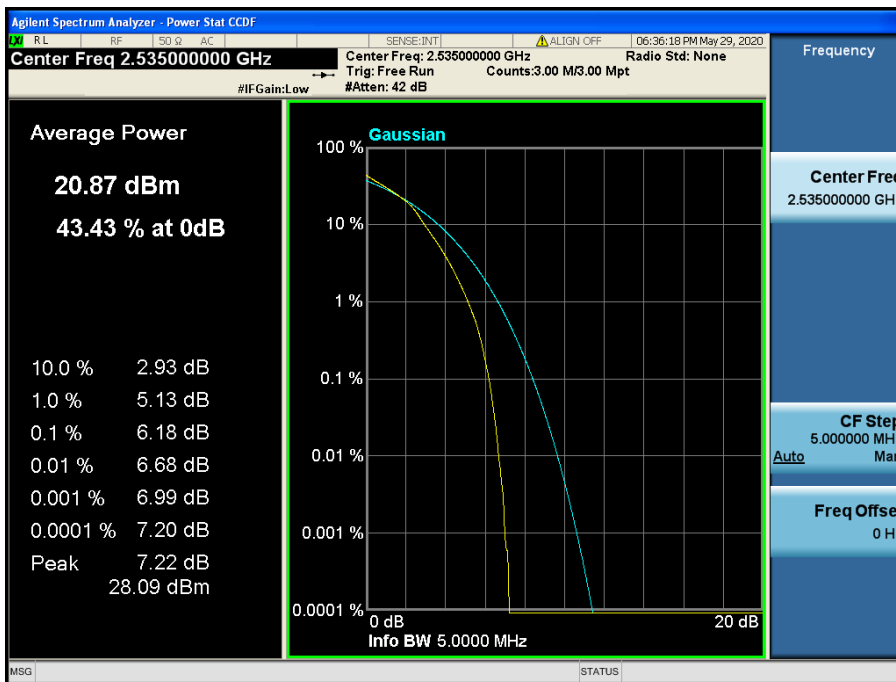 Agilent Spectrum Analyzer - Power Stat CCDF
LXI RL RF 50 Ω AC SENSE:INT ALIGN OFF 06:36:18 PM May 29, 2020
Center Freq 2.535000000 GHz
Center Freq: 2.535000000 GHz Radio Std: None
Trig: Free Run Counts:3.00 M/3.00 Mpt
#IFGain:Low #Atten: 42 dB
Average Power
20.87 dBm
43.43 % at 0dB
10.0 % 2.93 dB
1.0 % 5.13 dB
0.1 % 6.18 dB
0.01 % 6.68 dB
0.001 % 6.99 dB
0.0001 % 7.20 dB
Peak 7.22 dB
28.09 dBm
Gaussian
100 %
10 %
1 %
0.1 %
0.01 %
0.001 %
0.0001 %
0 dB 20 dB
Info BW 5.0000 MHz
Frequency
Center Fre
2.535000000 GH
CF Step
5.000000 MH
Auto Ma
Freq Offse
0 H
MSG STATUS